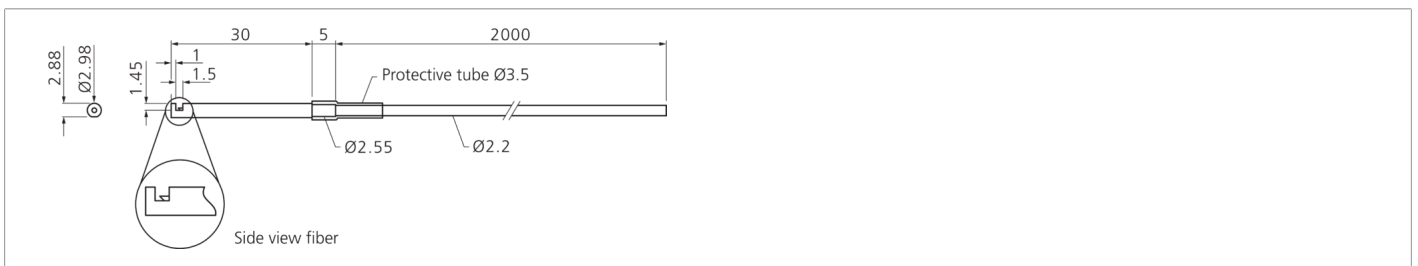 30 5 2000
2.88
Ø2.98
1.45
1
1.5
Protective tube Ø3.5
Ø2.55
Ø2.2
Side view fiber